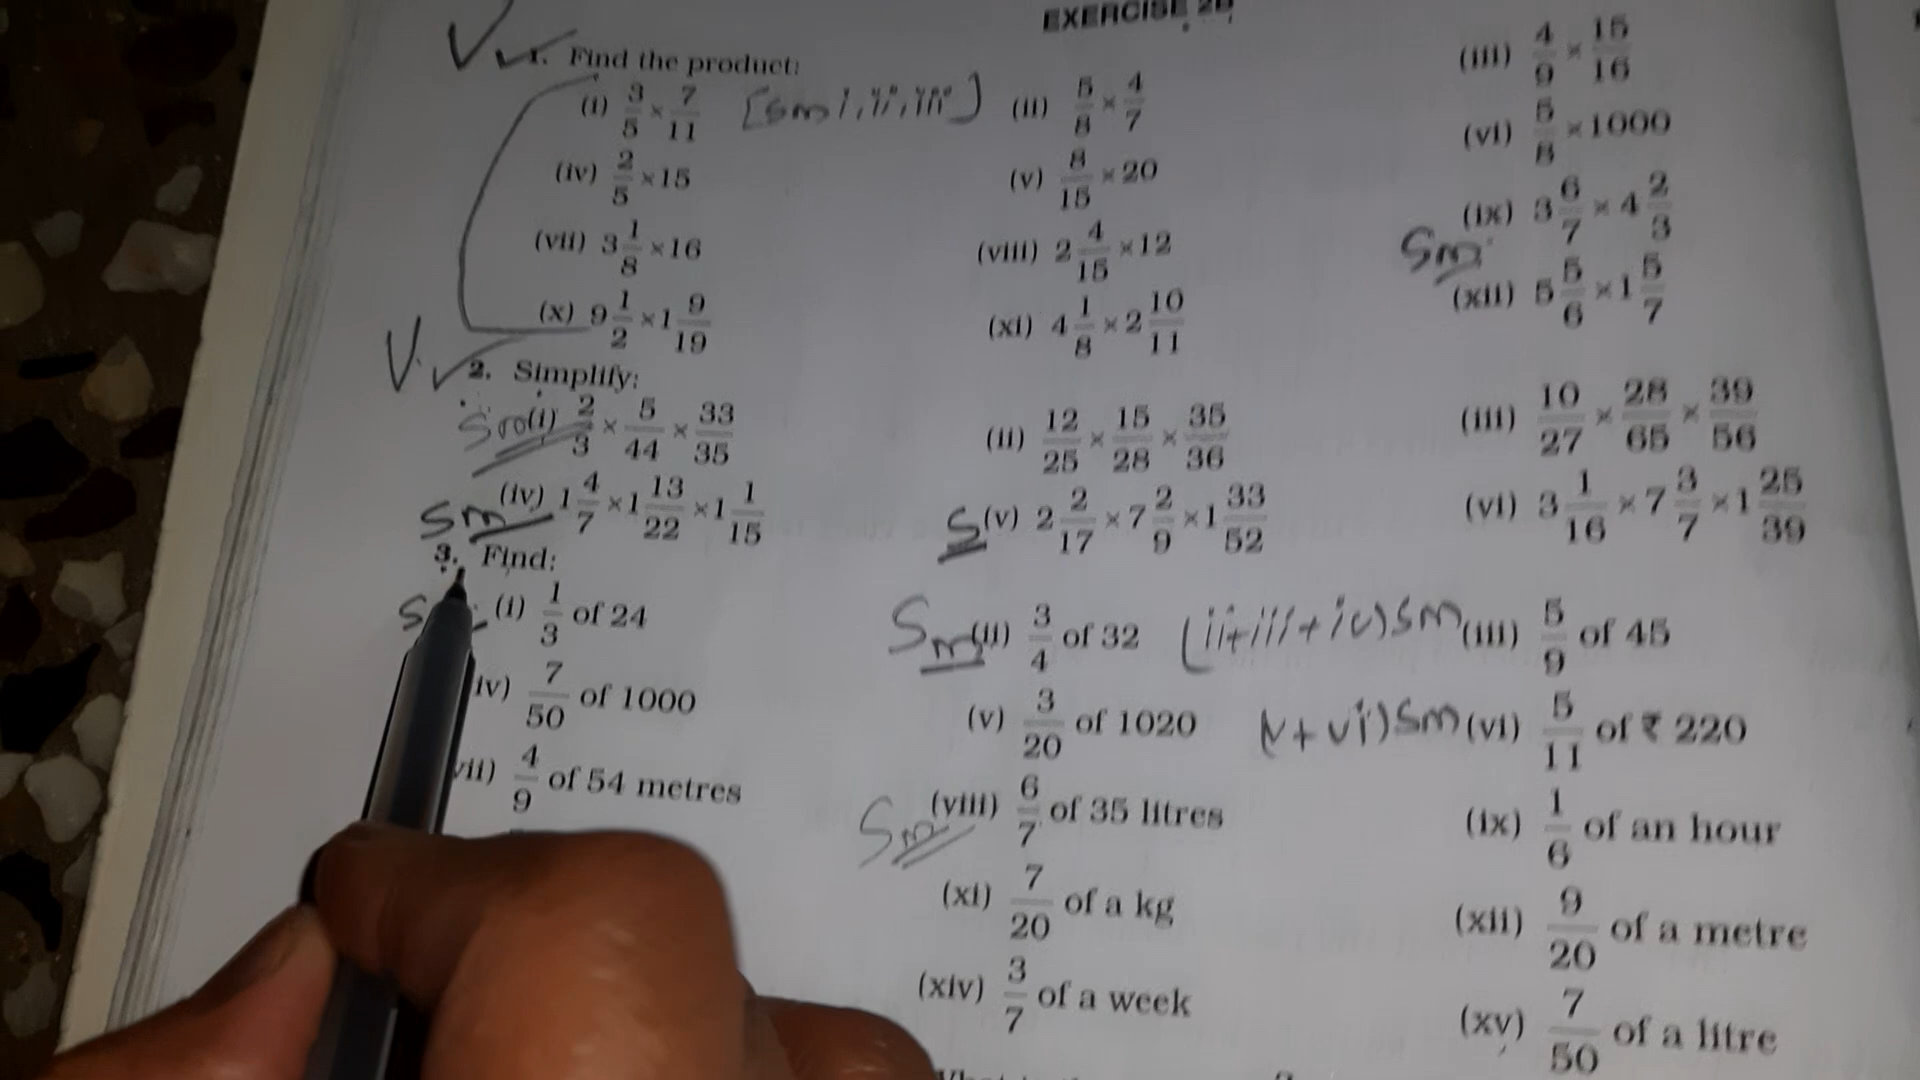 EXERCISE 2B
1. Find the product:
(i) 3/5 × 7/11 [Sm i, ii, iii] (ii) 5/8 × 4/7 (iii) 4/9 × 15/16
(iv) 2/5 × 15 (v) 8/15 × 20 (vi) 5/8 × 1000
(vii) 3 1/8 × 16 (viii) 2 4/15 × 12 (ix) 3 6/7 × 4 2/3
Sm
(x) 9 1/2 × 1 9/19 (xi) 4 1/8 × 2 10/11 (xii) 5 5/6 × 1 5/7
2. Simplify:
Sm (i) 2/3 × 5/44 × 33/35 (ii) 12/25 × 15/28 × 35/36 (iii) 10/27 × 28/65 × 39/56
Sm (iv) 1 4/7 × 1 13/22 × 1 1/15 S (v) 2 2/17 × 7 2/9 × 1 33/52 (vi) 3 1/16 × 7 3/7 × 1 25/39
3. Find:
(i) 1/3 of 24 Sm (ii) 3/4 of 32 (ii+iii+iv) Sm (iii) 5/9 of 45
iv) 7/50 of 1000 (v) 3/20 of 1020 (v+vi) Sm (vi) 5/11 of ₹ 220
vii) 4/9 of 54 metres Sm (viii) 6/7 of 35 litres (ix) 1/6 of an hour
(xi) 7/20 of a kg (xii) 9/20 of a metre
(xiv) 3/7 of a week (xv) 7/50 of a litre